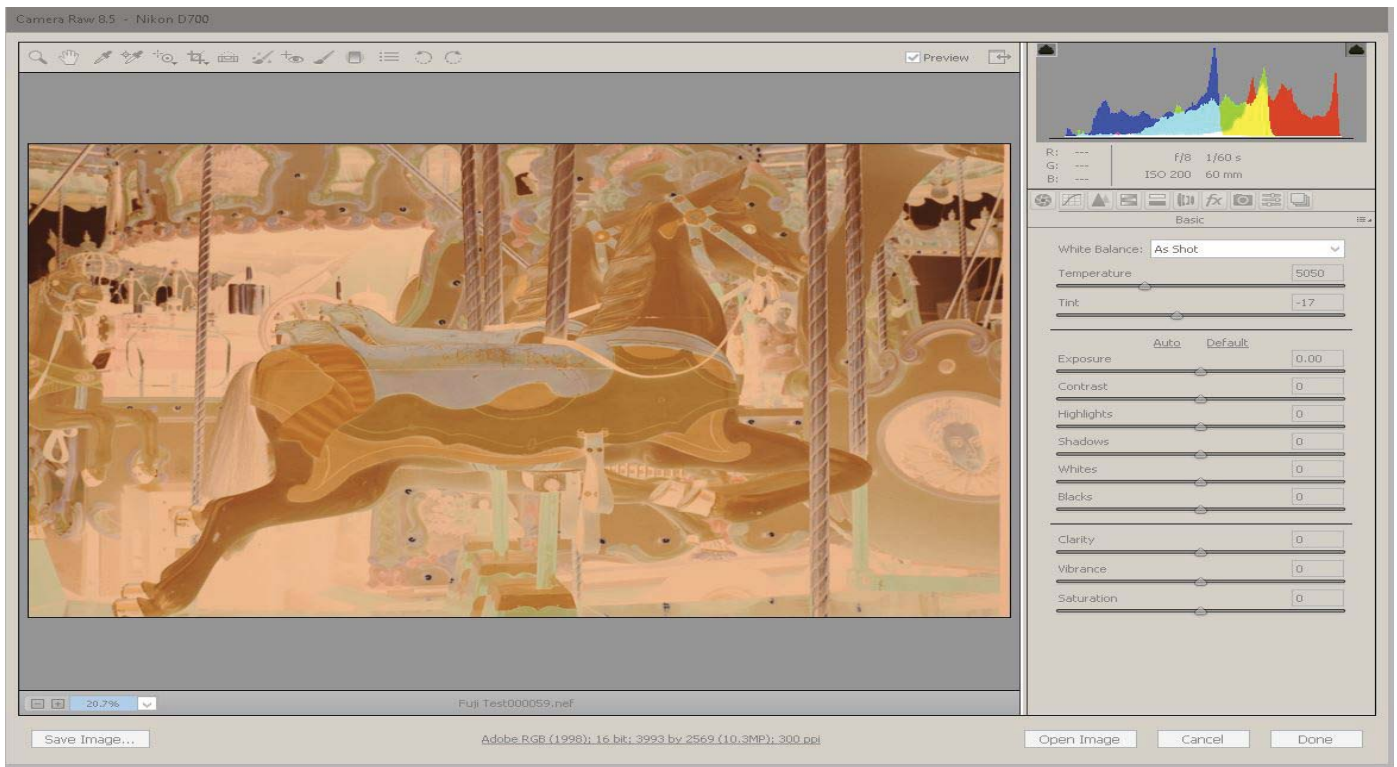 Camera Raw 8.5 - Nikon D700
Preview
R: ---
G: ---
B: ---
f/8 1/60 s
ISO 200 60 mm
fx
Basic
White Balance: As Shot
Temperature 5050
Tint -17
Auto Default
Exposure 0.00
Contrast 0
Highlights 0
Shadows 0
Whites 0
Blacks 0
Clarity 0
Vibrance 0
Saturation 0
20.7%
Fuji Test000059.nef
Save Image...
Adobe RGB (1998); 16 bit; 3993 by 2569 (10.3MP); 300 ppi
Open Image Cancel Done